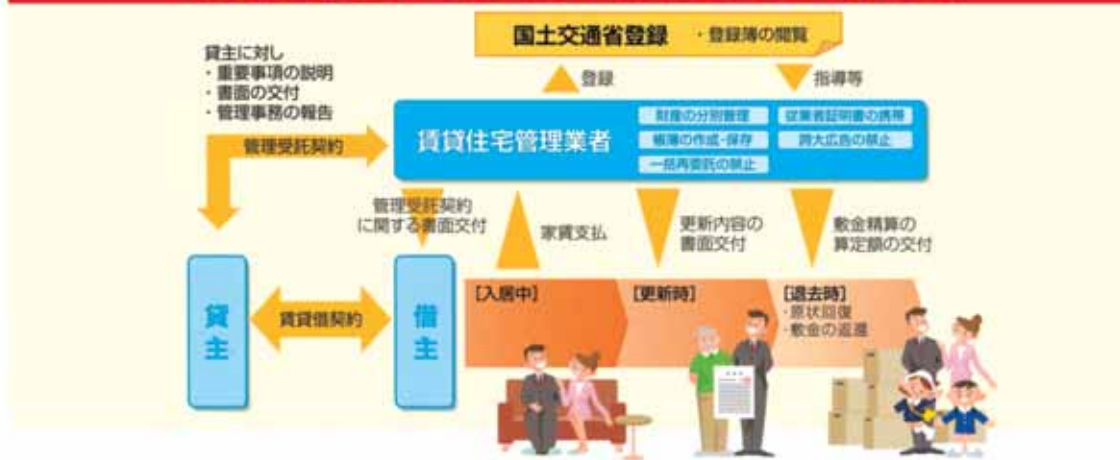 国土交通省登録 ・登録簿の閲覧
貸主に対し
・重要事項の説明
・書面の交付
・管理事務の報告
登録
指導等
管理受託契約
賃貸住宅管理業者
財産の分別管理
従業者証明書の携帯
帳簿の作成・保存
誇大広告の禁止
一括再委託の禁止
管理受託契約
に関する書面交付
家賃支払
更新内容の
書面交付
敷金精算の
算定額の交付
貸主
賃貸借契約
借主
[入居中]
[更新時]
[退去時]
・原状回復
・敷金の返還